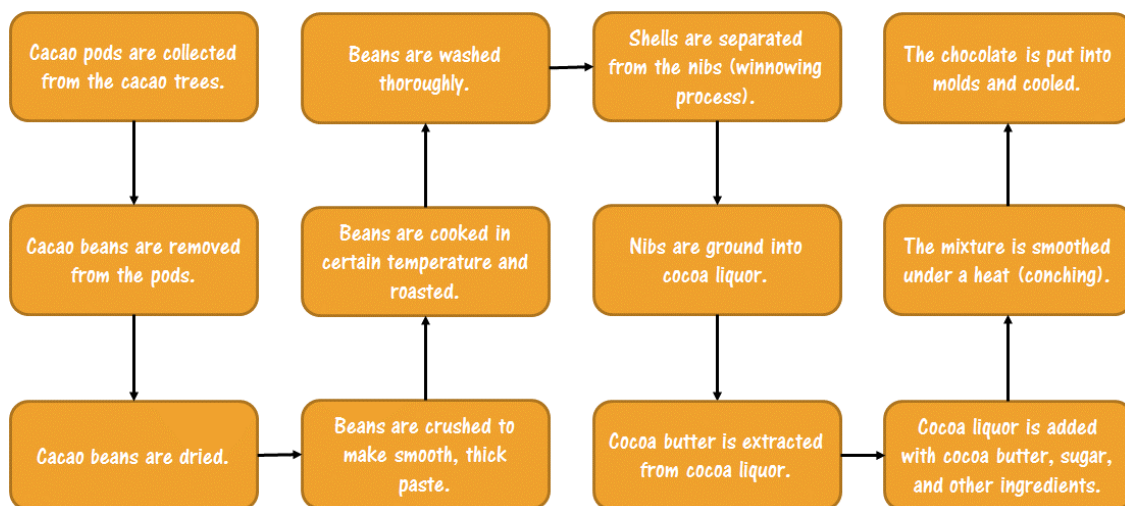 Cacao pods are collected
from the cacao trees.
Cacao beans are removed
from the pods.
Cacao beans are dried.
Beans are crushed to
make smooth, thick
paste.
Beans are cooked in
certain temperature and
roasted.
Beans are washed
thoroughly.
Shells are separated
from the nibs (winnowing
process).
Nibs are ground into
cocoa liquor.
Cocoa butter is extracted
from cocoa liquor.
Cocoa liquor is added
with cocoa butter, sugar,
and other ingredients.
The mixture is smoothed
under a heat (conching).
The chocolate is put into
molds and cooled.